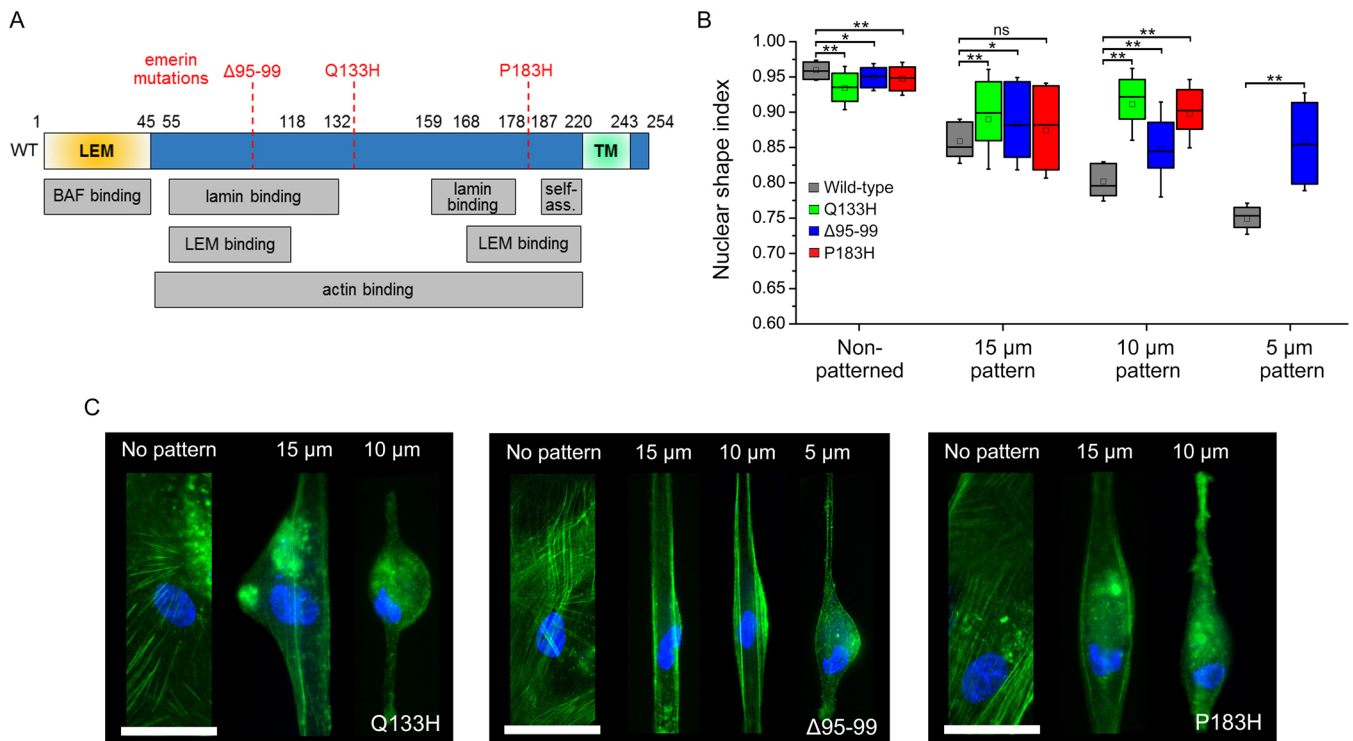 A
emerin
mutations
Δ95-99
Q133H
P183H
1 45 55 118 132 159 168 178 187 220 243 254
WT
LEM
TM
BAF binding
lamin binding
lamin
binding
self-
ass.
LEM binding
LEM binding
actin binding
B
Nuclear shape index
1.00
0.95
0.90
0.85
0.80
0.75
0.70
0.65
0.60
**
*
**
ns
*
**
**
**
**
**
Wild-type
Q133H
Δ95-99
P183H
Non-
patterned
15 µm
pattern
10 µm
pattern
5 µm
pattern
C
No pattern 15 µm 10 µm
Q133H
No pattern 15 µm 10 µm 5 µm
Δ95-99
No pattern 15 µm 10 µm
P183H